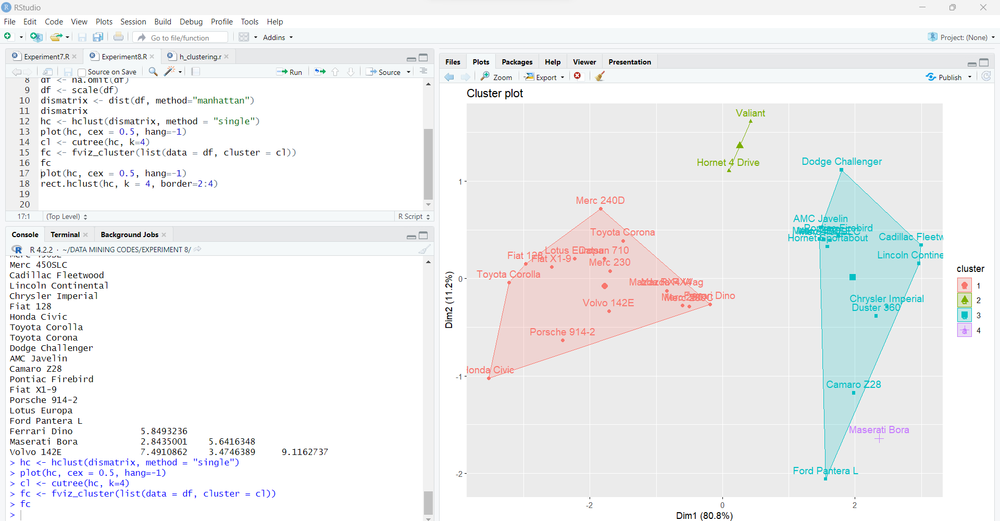 RStudio
File Edit Code View Plots Session Build Debug Profile Tools Help
Go to file/function
Addins
Project: (None)
Experiment7.R
Experiment8.R
h_clustering.r
Source on Save
Run
Source
8 df <- na.omit(df)
9 df <- scale(df)
10 dismatrix <- dist(df, method="manhattan")
11 dismatrix
12 hc <- hclust(dismatrix, method = "single")
13 plot(hc, cex = 0.5, hang=-1)
14 cl <- cutree(hc, k=4)
15 fc <- fviz_cluster(list(data = df, cluster = cl))
16 fc
17 plot(hc, cex = 0.5, hang=-1)
18 rect.hclust(hc, k = 4, border=2:4)
19
20
17:1 (Top Level) R Script
Console Terminal Background Jobs
R 4.2.2 · ~/DATA MINING CODES/EXPERIMENT 8/
Merc 450SL
Merc 450SLC
Cadillac Fleetwood
Lincoln Continental
Chrysler Imperial
Fiat 128
Honda Civic
Toyota Corolla
Toyota Corona
Dodge Challenger
AMC Javelin
Camaro Z28
Pontiac Firebird
Fiat X1-9
Porsche 914-2
Lotus Europa
Ford Pantera L
Ferrari Dino 5.8493236
Maserati Bora 2.8435001 5.6416348
Volvo 142E 7.4910862 3.4746389 9.1162737
> hc <- hclust(dismatrix, method = "single")
> plot(hc, cex = 0.5, hang=-1)
> cl <- cutree(hc, k=4)
> fc <- fviz_cluster(list(data = df, cluster = cl))
> fc
>
Files Plots Packages Help Viewer Presentation
Zoom Export Publish
Cluster plot
Valiant
Hornet 4 Drive
Dodge Challenger
Merc 240D
AMC Javelin
Pontiac Firebird
Toyota Corona
Hornet Sportabout
Cadillac Fleetw
Lotus Europa
Datsun 710
Fiat 128
Fiat X1-9
Lincoln Contine
Merc 230
Toyota Corolla
Mazda RX4 Wag
Ferrari Dino
Volvo 142E
Chrysler Imperial
Duster 360
Porsche 914-2
Honda Civic
Camaro Z28
Maserati Bora
Ford Pantera L
1
0
-1
-2
Dim2 (11.2%)
-2 0 2
Dim1 (80.8%)
cluster
1
2
3
4